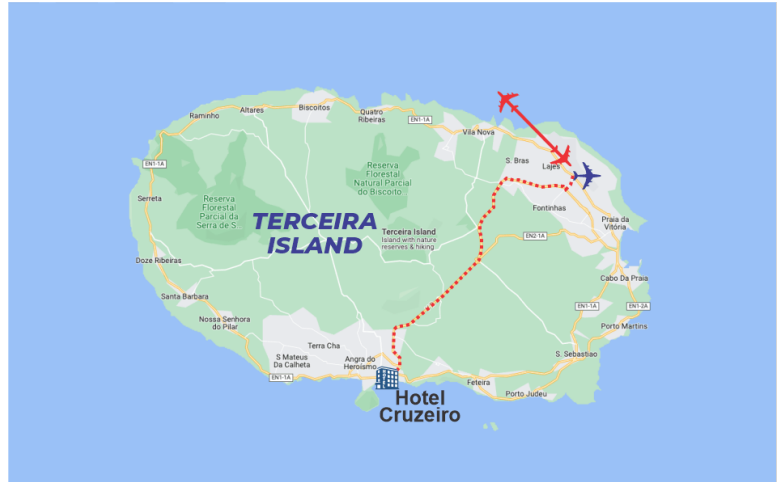 Raminho
Altares
Biscoitos
Quatro
Ribeiras
EN1-1A
Vila Nova
EN1-1A
S. Bras
Lajes
Reserva
Florestal
Natural Parcial
do Biscorto
Serreta
Reserva
Florestal
Parcial da
Serra de S.
Fontinhas
Praia da
Vitória
TERCEIRA
ISLAND
Terceira Island
Island with nature
reserves & hiking
EN2-1A
Doze Ribeiras
Cabo Da Praia
Santa Barbara
EN1-1A
EN1-2A
Nossa Senhora
do Pilar
Porto Martins
Terra Cha
S Mateus
Da Calheta
Angra do
Heroísmo
S. Sebastiao
EN1-1A
Feteira
Porto Judeu
Hotel
Cruzeiro